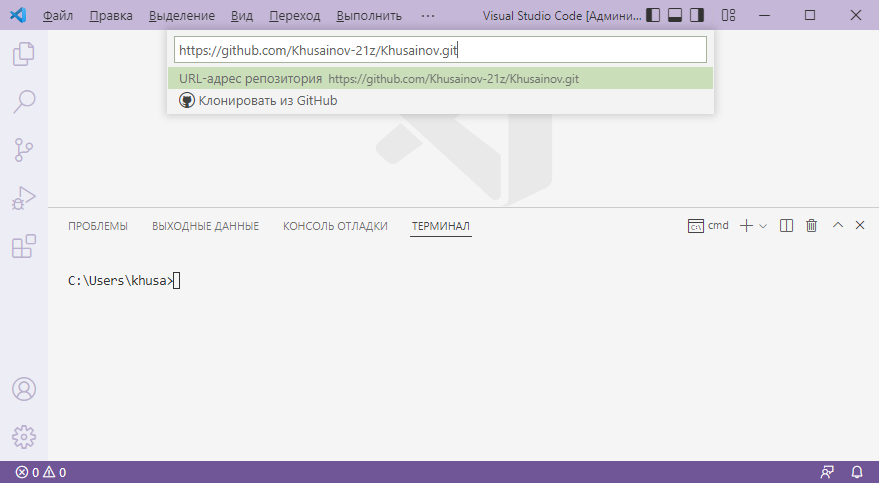 Файл Правка Выделение Вид Переход Выполнить ··· Visual Studio Code [Админи...
https://github.com/Khusainov-21z/Khusainov.git
URL-адрес репозитория https://github.com/Khusainov-21z/Khusainov.git
Клонировать из GitHub
ПРОБЛЕМЫ ВЫХОДНЫЕ ДАННЫЕ КОНСОЛЬ ОТЛАДКИ ТЕРМИНАЛ cmd
C:\Users\khusa>
0 0